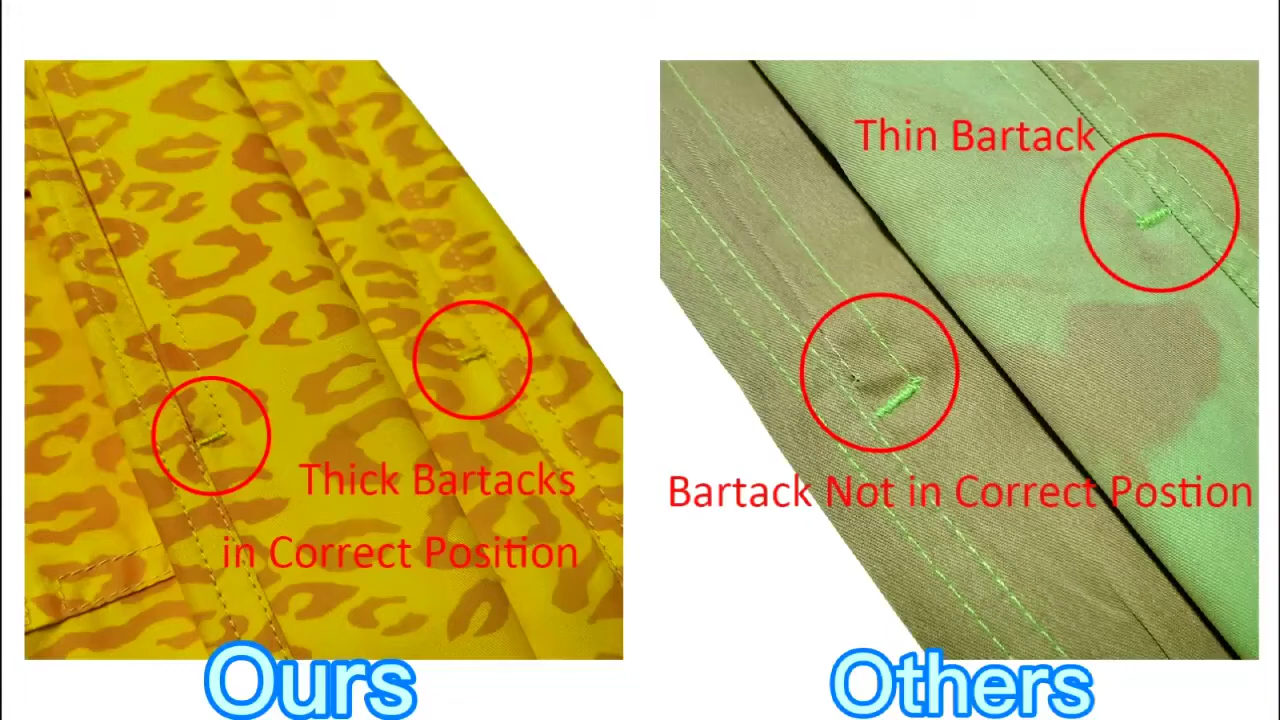 Thick Bartacks
in Correct Position
Ours
Thin Bartack
Bartack Not in Correct Postion
Others